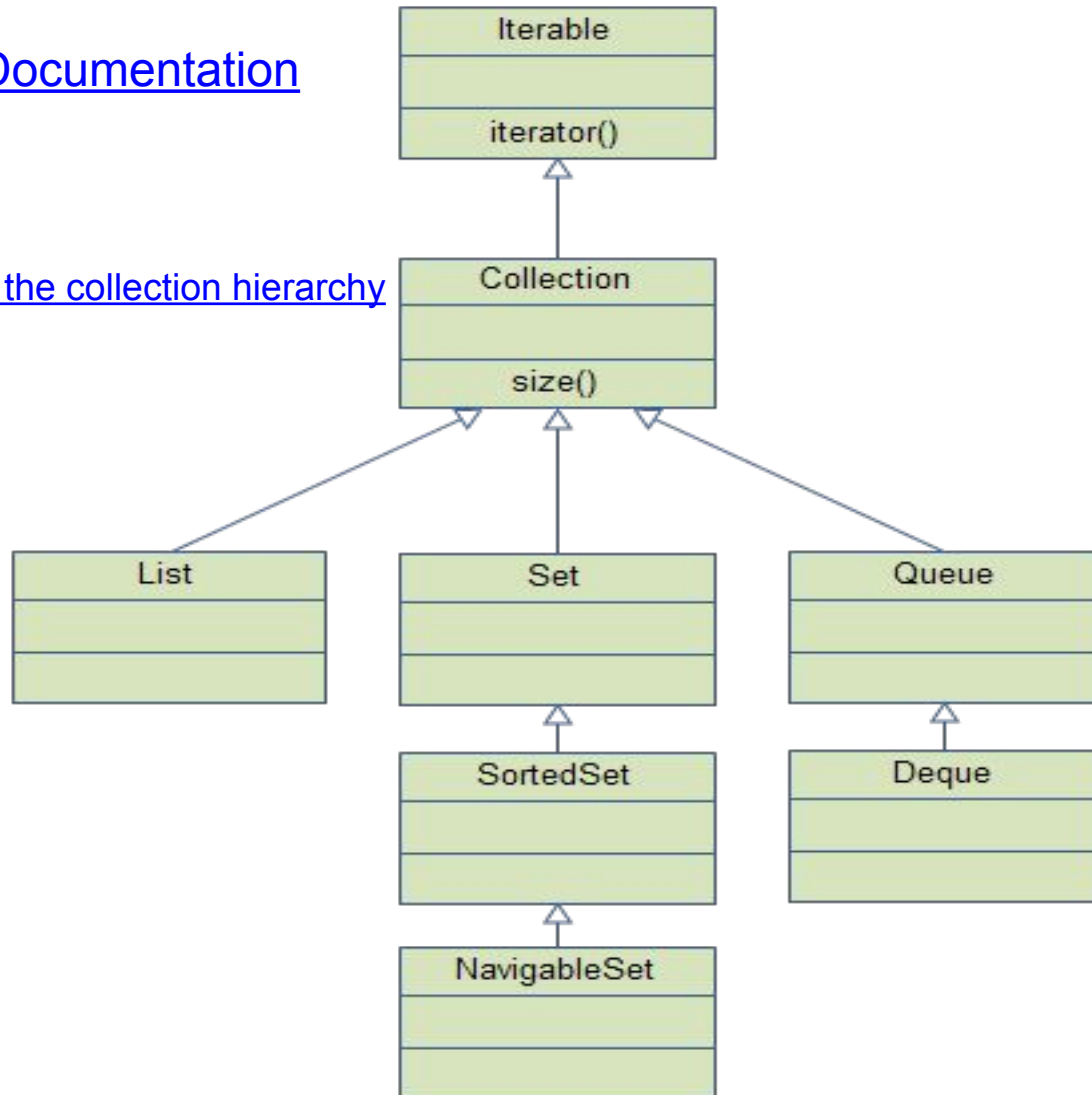 Documentation
Iterable
iterator()
the collection hierarchy
Collection
size()
List
Set
Queue
SortedSet
Deque
NavigableSet